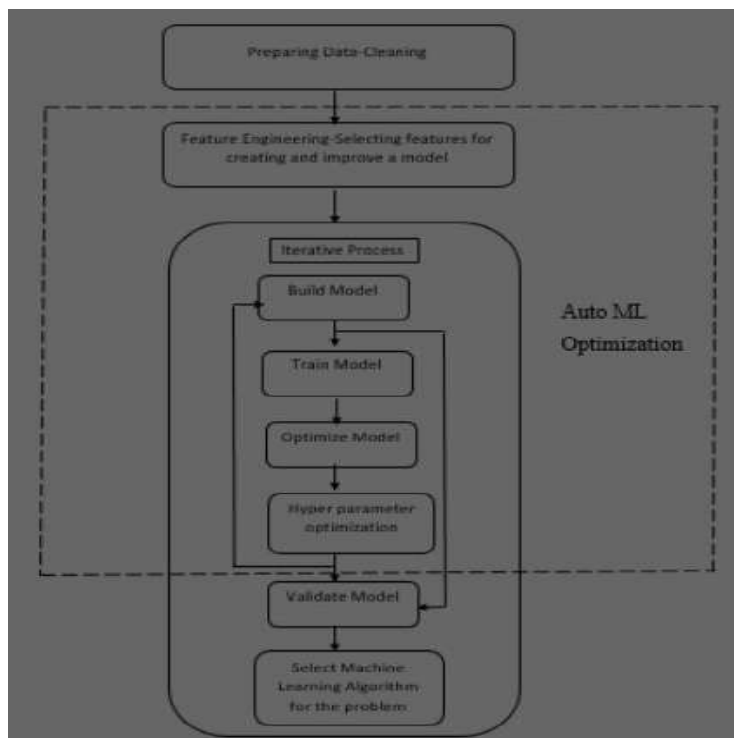 Preparing Data-Cleaning
Feature Engineering-Selecting features for
creating and improve a model
Iterative Process
Build Model
Auto ML
Optimization
Train Model
Optimize Model
Hyper parameter
optimization
Validate Model
Select Machine
Learning Algorithm
for the problem